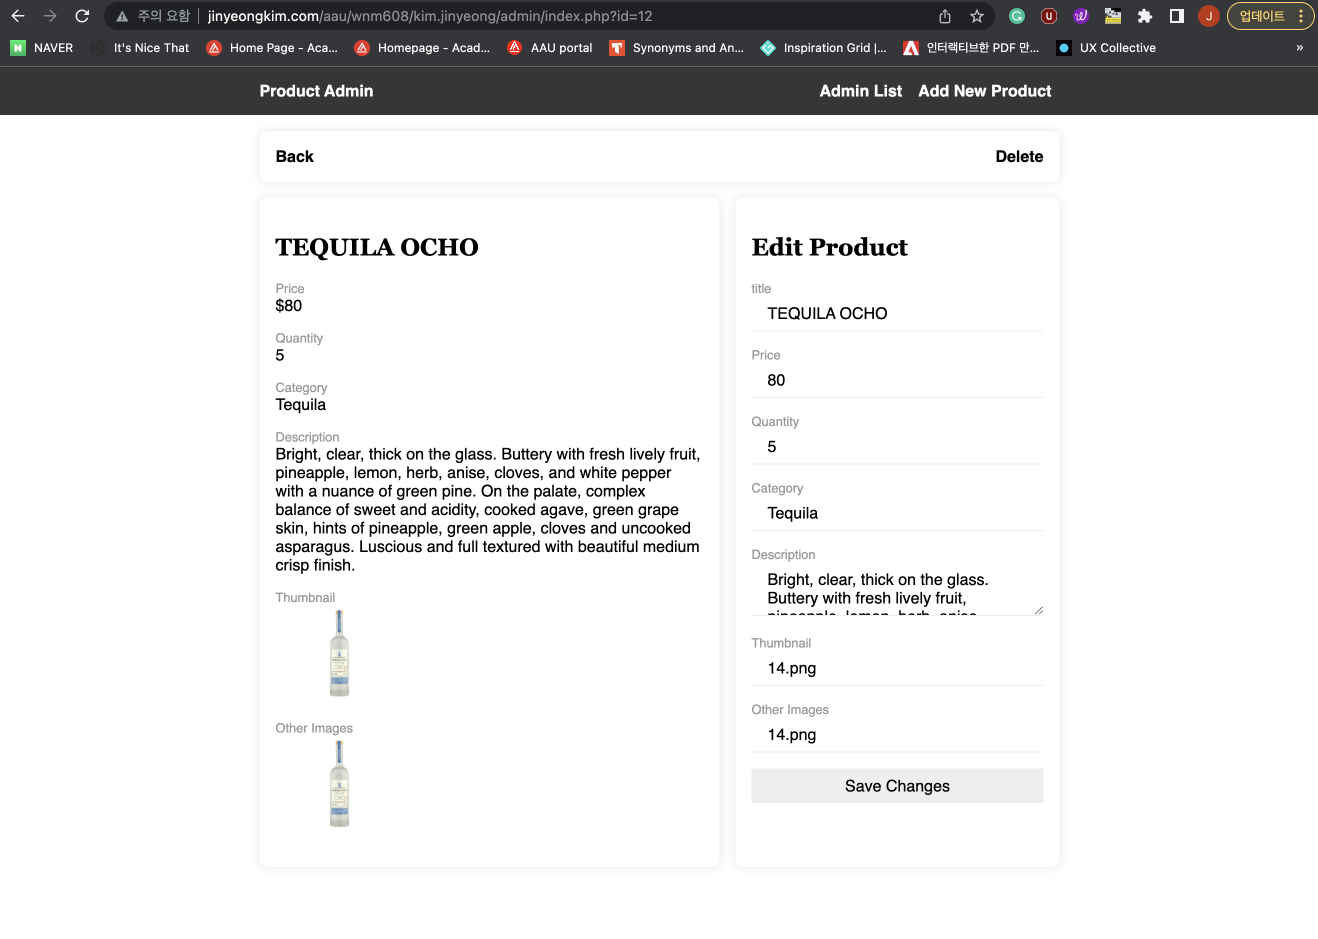 주의 요함 jinyeongkim.com/aau/wnm608/kim.jinyeong/admin/index.php?id=12 J 업데이트
NAVER It's Nice That Home Page - Aca... Homepage - Acad... AAU portal Synonyms and An... Inspiration Grid |... 인터랙티브한 PDF 만... UX Collective »
Product Admin Admin List Add New Product
Back Delete
TEQUILA OCHO
Price
$80
Quantity
5
Category
Tequila
Description
Bright, clear, thick on the glass. Buttery with fresh lively fruit,
pineapple, lemon, herb, anise, cloves, and white pepper
with a nuance of green pine. On the palate, complex
balance of sweet and acidity, cooked agave, green grape
skin, hints of pineapple, green apple, cloves and uncooked
asparagus. Luscious and full textured with beautiful medium
crisp finish.
Thumbnail
Other Images
Edit Product
title
TEQUILA OCHO
Price
80
Quantity
5
Category
Tequila
Description
Bright, clear, thick on the glass.
Buttery with fresh lively fruit,
pineapple, lemon, herb, anise,
Thumbnail
14.png
Other Images
14.png
Save Changes